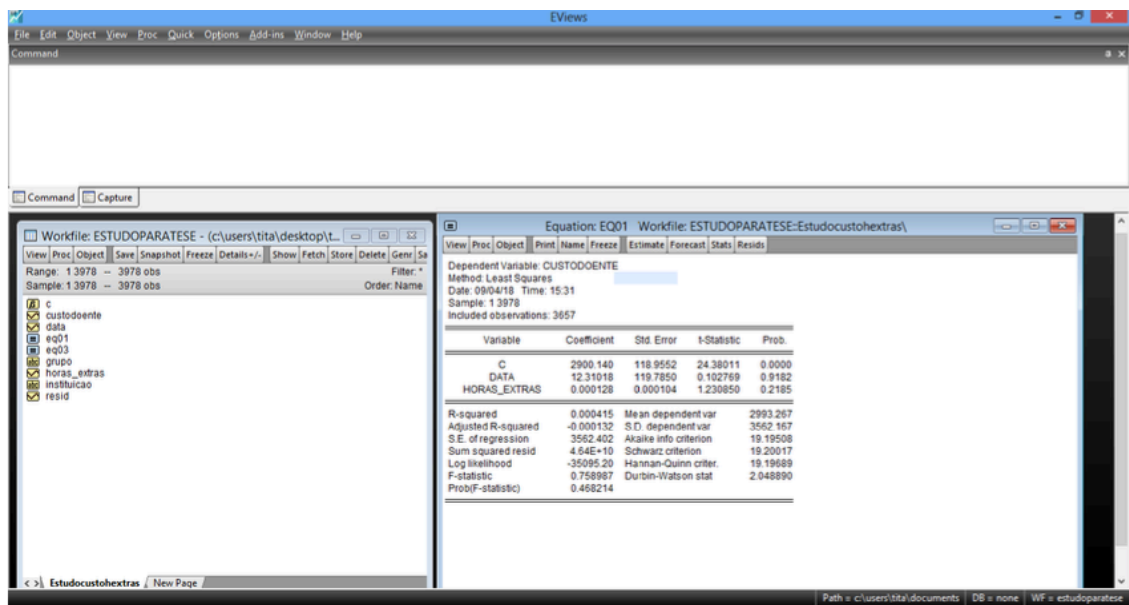 EViews
File Edit Object View Proc Quick Options Add-ins Window Help
Command
Command Capture
Workfile: ESTUDOPARATESE - (c:\users\tita\desktop\t...
View Proc Object Save Snapshot Freeze Details+/- Show Fetch Store Delete Genr Sa
Range: 1 3978 -- 3978 obs Filter: *
Sample: 1 3978 -- 3978 obs Order: Name
c
custodoente
data
eq01
eq03
grupo
horas_extras
instituicao
resid
Estudocustohextras New Page
Equation: EQ01 Workfile: ESTUDOPARATESE::Estudocustohextras\
View Proc Object Print Name Freeze Estimate Forecast Stats Resids
Dependent Variable: CUSTODOENTE
Method: Least Squares
Date: 09/04/18 Time: 15:31
Sample: 1 3978
Included observations: 3657
Variable Coefficient Std. Error t-Statistic Prob.
C 2900.140 118.9552 24.38011 0.0000
DATA 12.31018 119.7850 0.102769 0.9182
HORAS_EXTRAS 0.000128 0.000104 1.230850 0.2185
R-squared 0.000415 Mean dependent var 2993.267
Adjusted R-squared -0.000132 S.D. dependent var 3562.167
S.E. of regression 3562.402 Akaike info criterion 19.19508
Sum squared resid 4.64E+10 Schwarz criterion 19.20017
Log likelihood -35095.20 Hannan-Quinn criter. 19.19689
F-statistic 0.758987 Durbin-Watson stat 2.048890
Prob(F-statistic) 0.468214
Path = c:\users\tita\documents DB = none WF = estudoparatese